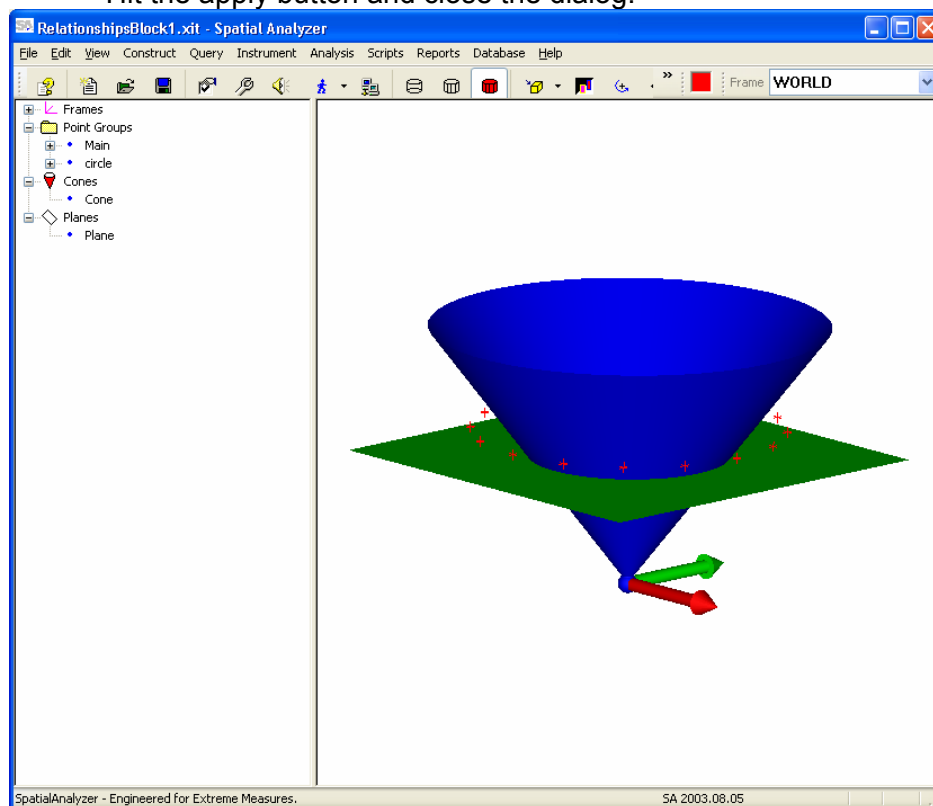 Hit the apply button and close the dialog.
SA RelationshipsBlock1.xit - Spatial Analyzer
File Edit View Construct Query Instrument Analysis Scripts Reports Database Help
» Frame WORLD
Frames
Point Groups
Main
circle
Cones
Cone
Planes
Plane
SpatialAnalyzer - Engineered for Extreme Measures. SA 2003.08.05